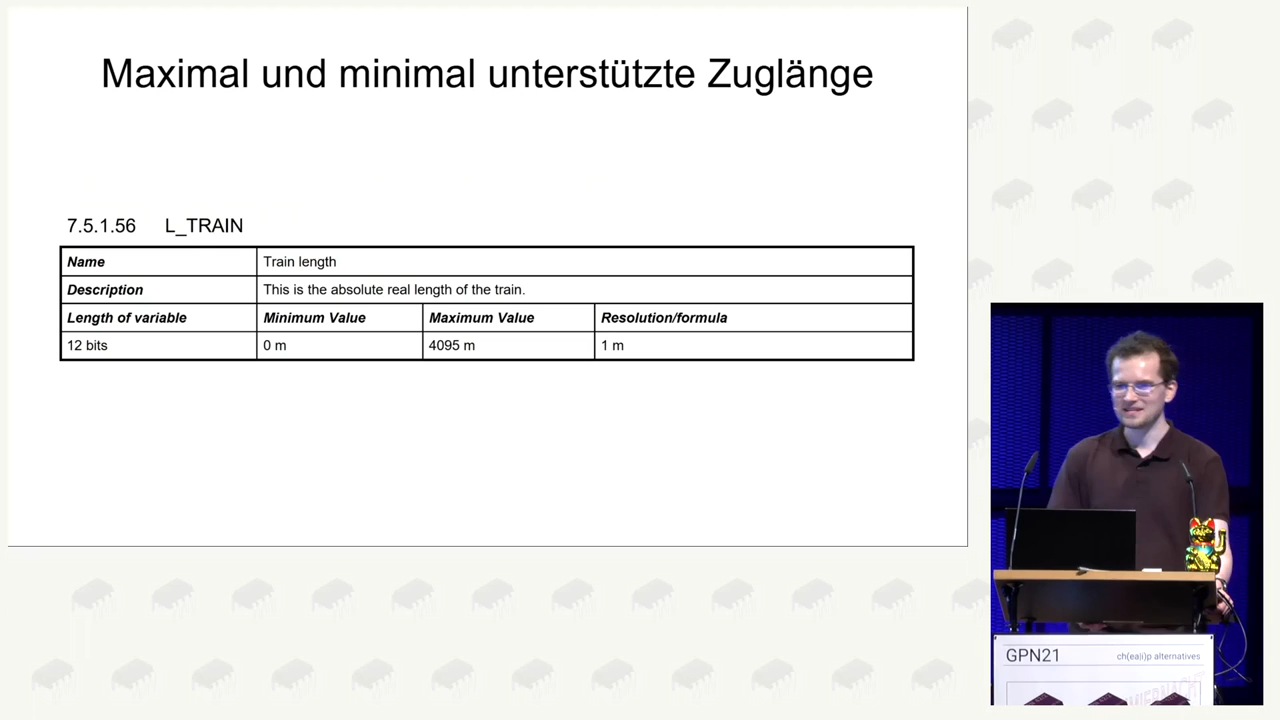 Maximal und minimal unterstützte Zuglänge
7.5.1.56 L_TRAIN
Name Train length
Description This is the absolute real length of the train.
Length of variable Minimum Value Maximum Value Resolution/formula
12 bits 0 m 4095 m 1 m
GPN21 ch(ea|i)p alternatives